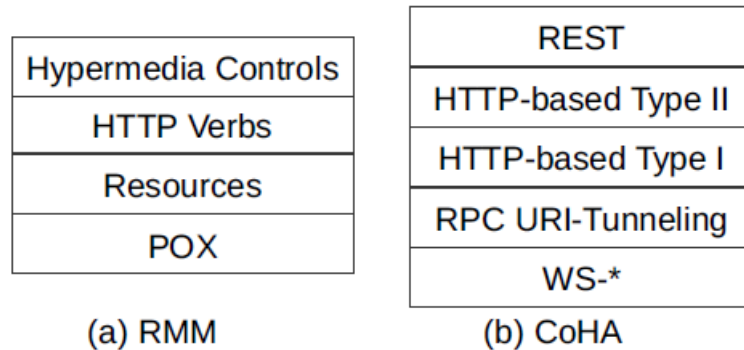 Hypermedia Controls
HTTP Verbs
Resources
POX
(a) RMM
REST
HTTP-based Type II
HTTP-based Type I
RPC URI-Tunneling
WS-*
(b) CoHA